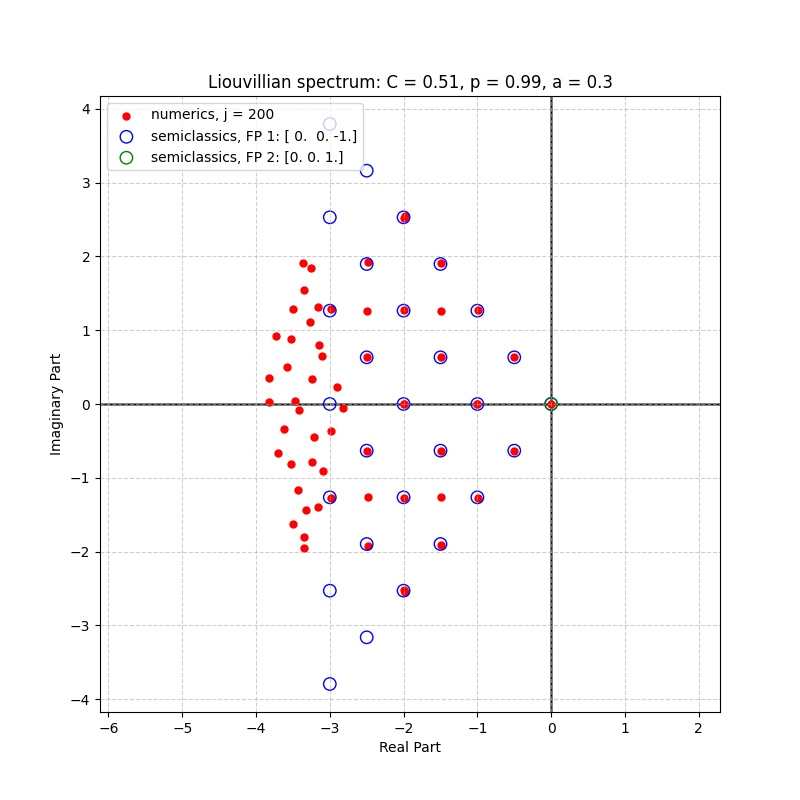 Liouvillian spectrum: C = 0.51, p = 0.99, a = 0.3
numerics, j = 200
semiclassics, FP 1: [ 0.  0. -1.]
semiclassics, FP 2: [0. 0. 1.]
4
3
2
1
0
−1
−2
−3
−4
Imaginary Part
−6 −5 −4 −3 −2 −1 0 1 2
Real Part